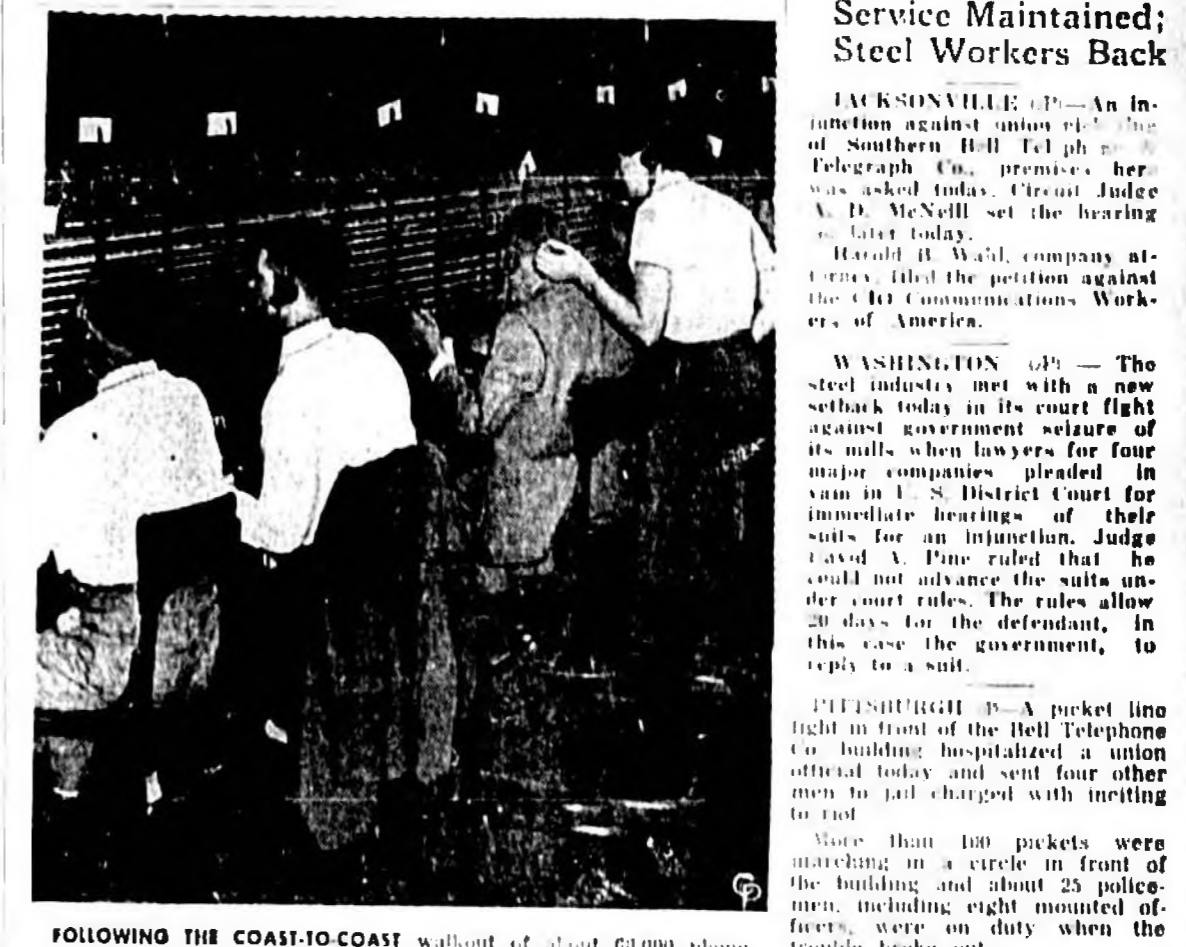 Service Maintained;
Steel Workers Back
JACKSONVILLE (P)—An in-
junction against union
of Southern Bell
Telegraph Co., premises her
was asked today. Circuit Judge
A. D. McNeill set the hearing
later today.
Harold B. Wahl, company at-
torney, filed the petition against
the CIO Communications Work-
ers of America.
WASHINGTON (P) — The
steel industry met with a new
setback today in its court fight
against government seizure of
its mills when lawyers for four
major companies pleaded in
vain in U. S. District Court for
immediate hearings of their
suits for an injunction. Judge
David A. Pine ruled that he
could not advance the suits un-
der court rules. The rules allow
20 days for the defendant, in
this case the government, to
reply to a suit.
PITTSBURGH P—A picket line
fight in front of the Bell Telephone
Co. building hospitalized a union
official today and sent four other
men to jail charged with inciting
to riot
More than 100 pickets were
marching in a circle in front of
the building and about 25 police-
men, including eight mounted of-
ficers, were on duty when the
trouble broke out
CP
FOLLOWING THE COAST-TO-COAST walkout of about